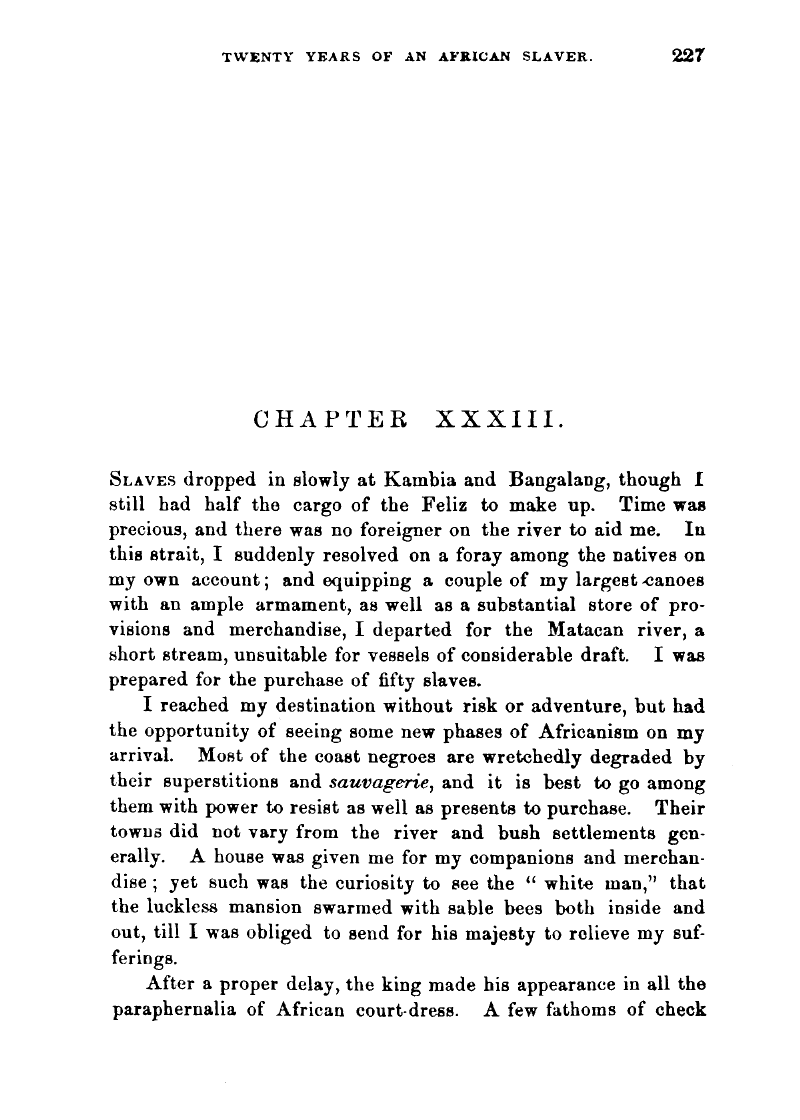 TWENTY YEARS OF AN AFRICAN SLAVER. 227
CHAPTER XXXIII.
SLAVES dropped in slowly at Kambia and Bangalang, though I
still had half the cargo of the Feliz to make up. Time was
precious, and there was no foreigner on the river to aid me. In
this strait, I suddenly resolved on a foray among the natives on
my own account; and equipping a couple of my largest canoes
with an ample armament, as well as a substantial store of pro-
visions and merchandise, I departed for the Matacan river, a
short stream, unsuitable for vessels of considerable draft. I was
prepared for the purchase of fifty slaves.
I reached my destination without risk or adventure, but had
the opportunity of seeing some new phases of Africanism on my
arrival. Most of the coast negroes are wretchedly degraded by
their superstitions and sauvagerie, and it is best to go among
them with power to resist as well as presents to purchase. Their
towns did not vary from the river and bush settlements gen-
erally. A house was given me for my companions and merchan-
dise; yet such was the curiosity to see the "white man," that
the luckless mansion swarmed with sable bees both inside and
out, till I was obliged to send for his majesty to relieve my suf-
ferings.
After a proper delay, the king made his appearance in all the
paraphernalia of African court-dress. A few fathoms of check